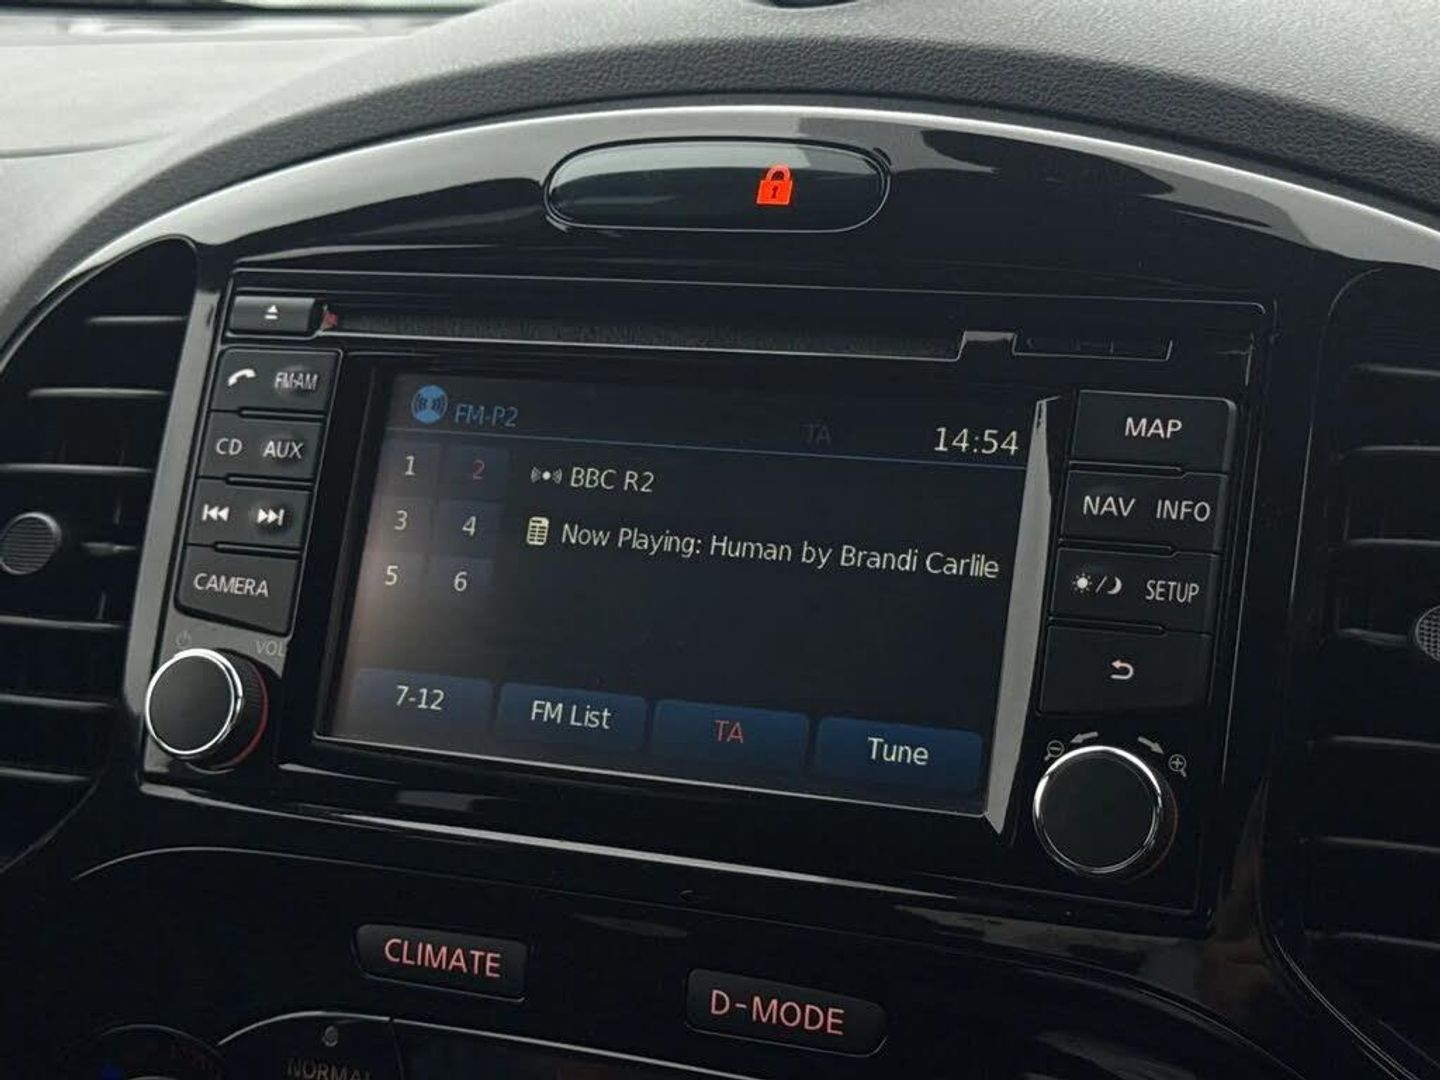 FM·AM
CD AUX
CAMERA
VOL
FM-P2
TA
14:54
1 2
3 4
5 6
BBC R2
Now Playing: Human by Brandi Carlile
7-12
FM List
TA
Tune
MAP
NAV INFO
SETUP
CLIMATE
D-MODE
NORMAL